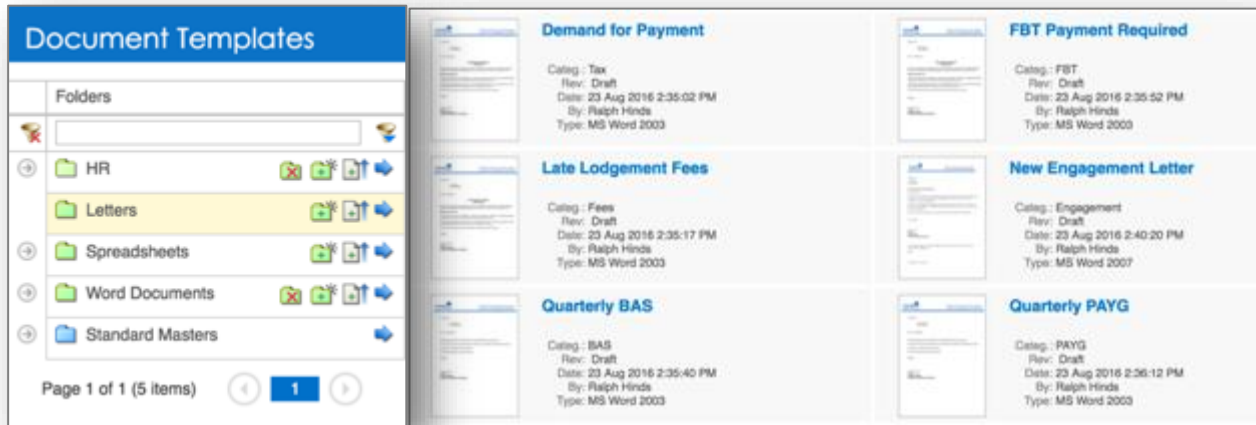 Document Templates
Folders
HR
Letters
Spreadsheets
Word Documents
Standard Masters
Page 1 of 1 (5 items)
1
Demand for Payment
Categ.: Tax
Rev: Draft
Date: 23 Aug 2016 2:35:02 PM
By: Ralph Hinds
Type: MS Word 2003
FBT Payment Required
Categ.: FBT
Rev: Draft
Date: 23 Aug 2016 2:35:52 PM
By: Ralph Hinds
Type: MS Word 2003
Late Lodgement Fees
Categ.: Fees
Rev: Draft
Date: 23 Aug 2016 2:35:17 PM
By: Ralph Hinds
Type: MS Word 2003
New Engagement Letter
Categ.: Engagement
Rev: Draft
Date: 23 Aug 2016 2:40:20 PM
By: Ralph Hinds
Type: MS Word 2007
Quarterly BAS
Categ.: BAS
Rev: Draft
Date: 23 Aug 2016 2:35:40 PM
By: Ralph Hinds
Type: MS Word 2003
Quarterly PAYG
Categ.: PAYG
Rev: Draft
Date: 23 Aug 2016 2:36:12 PM
By: Ralph Hinds
Type: MS Word 2003